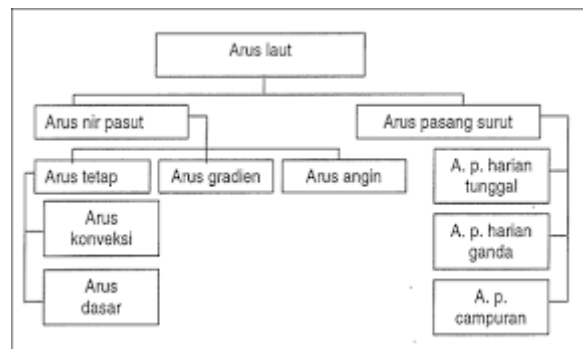 Arus laut
Arus nir pasut
Arus pasang surut
Arus tetap
Arus gradien
Arus angin
Arus
konveksi
Arus
dasar
A. p. harian
tunggal
A. p. harian
ganda
A. p.
campuran